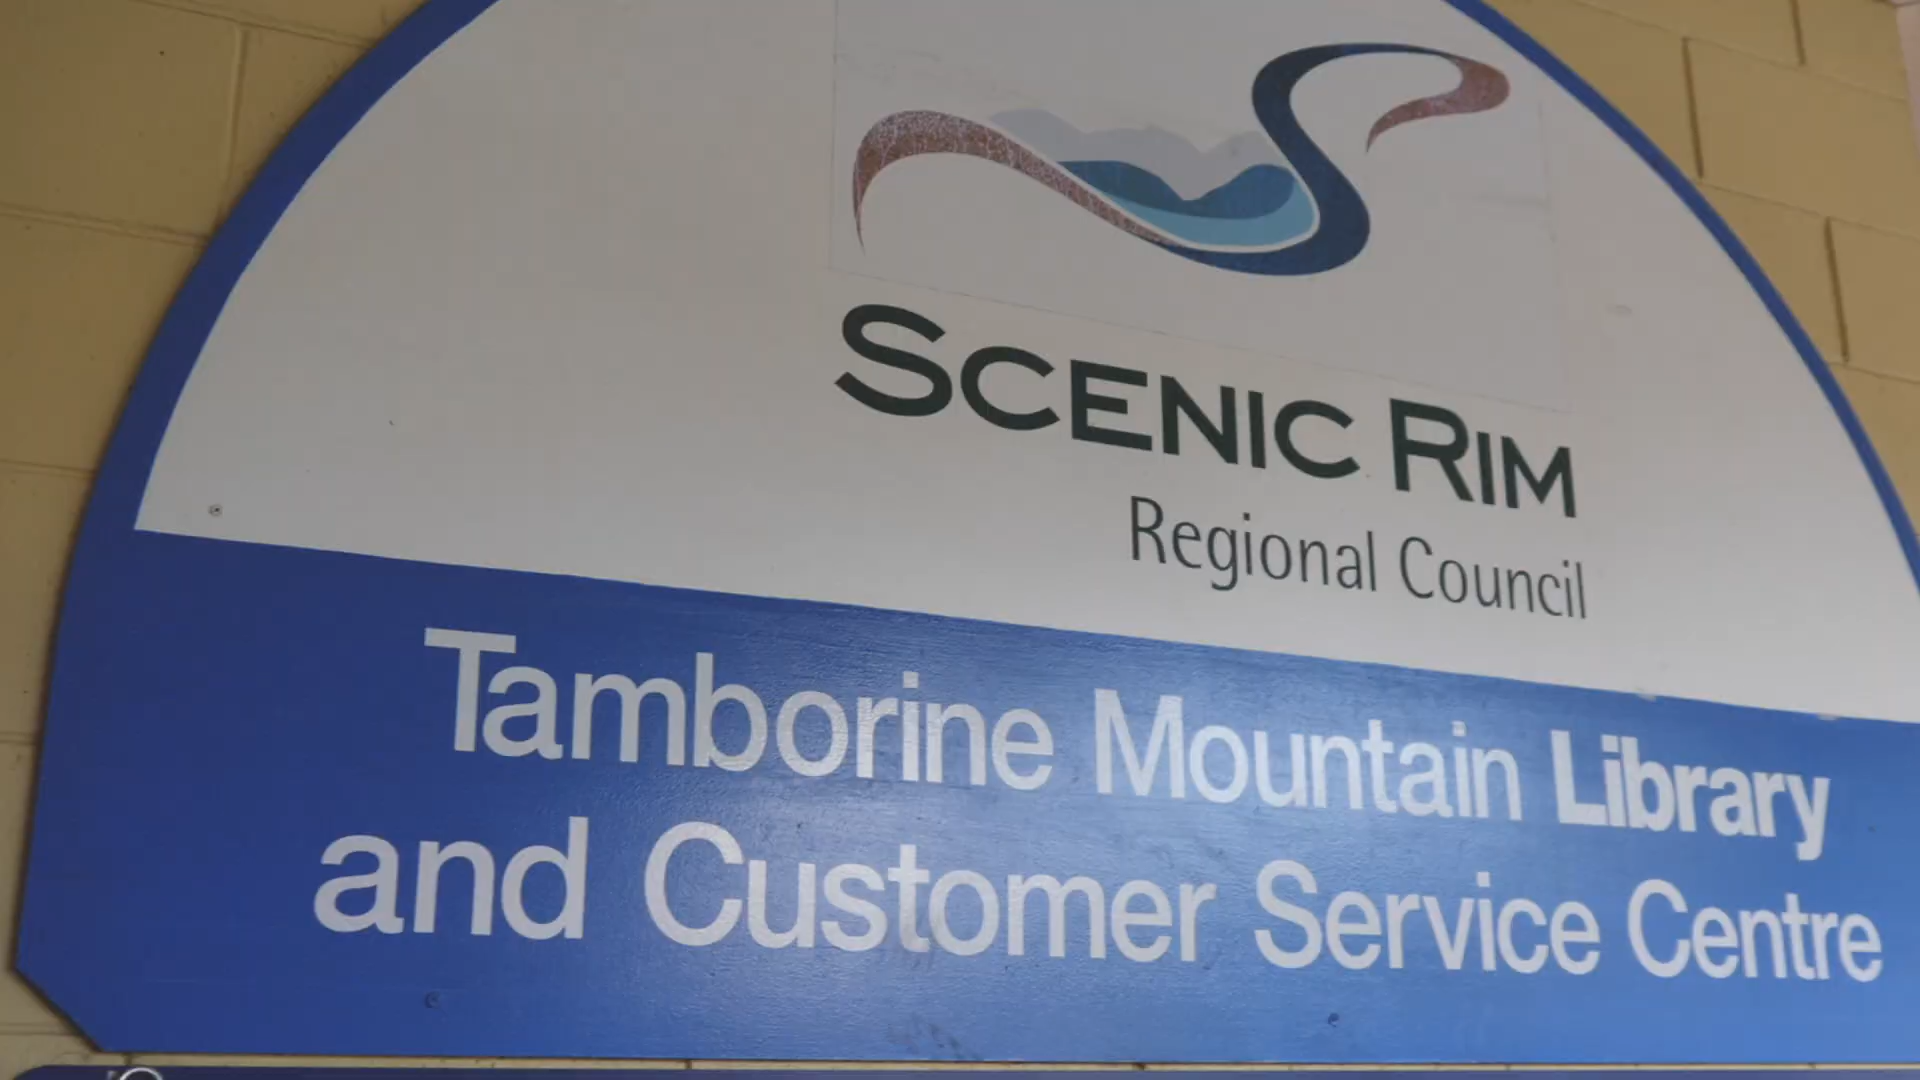 SCENIC RIM
Regional Council
Tamborine Mountain Library
and Customer Service Centre